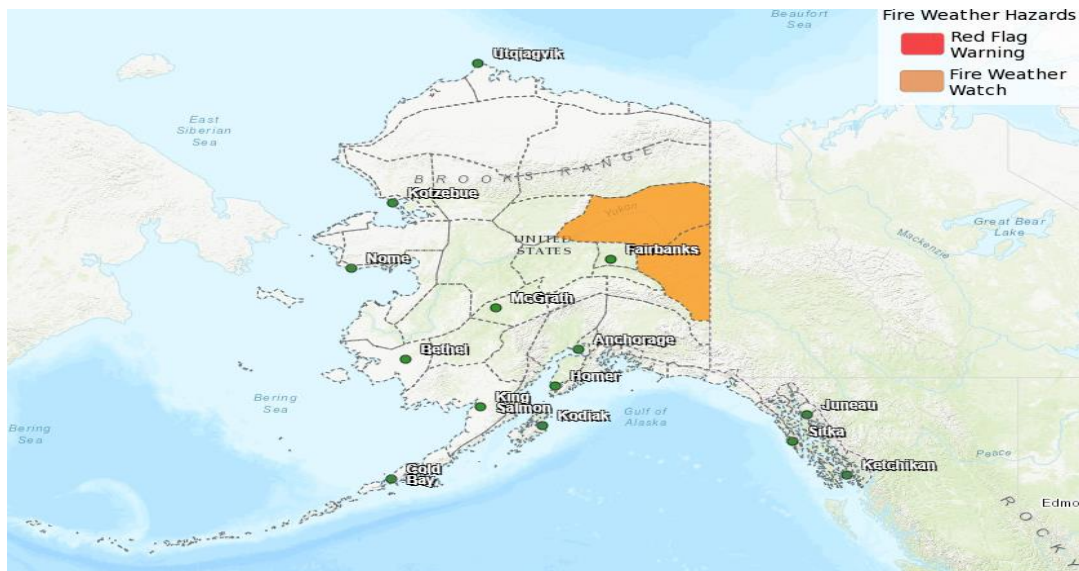 Beaufort
Sea
Fire Weather Hazards
Red Flag
Warning
Fire Weather
Watch
Utqiagvik
East
Siberian
Sea
BROOKS RANGE
Kotzebue
Yukon
Great Bear
Lake
Mackenzie
UNITED
STATES
Fairbanks
Nome
McGrath
Anchorage
Bethel
Homer
Bering
Sea
King
Salmon
Kodiak
Gulf of
Alaska
Juneau
Sitka
Bering
Sea
Peace
Ketchikan
Cold
Bay
Edmo
ROCKY